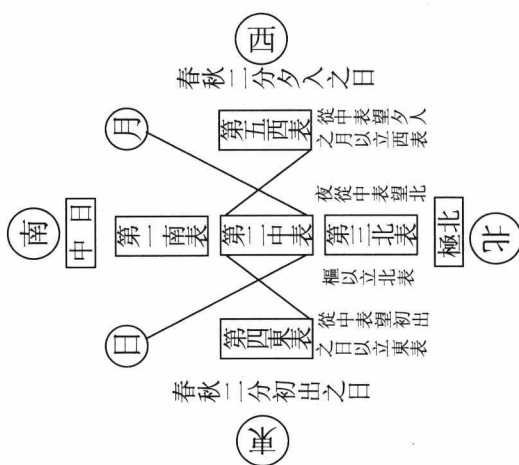 西
春秋二分夕入之日
月
第五西表
從中表望夕入
之月以立西表
南
日中
第一南表
第二中表
第三北表
夜從中表望北
樞以立北表
北極
北
日
第四東表
從中表望初出
之日以立東表
春秋二分初出之日
東